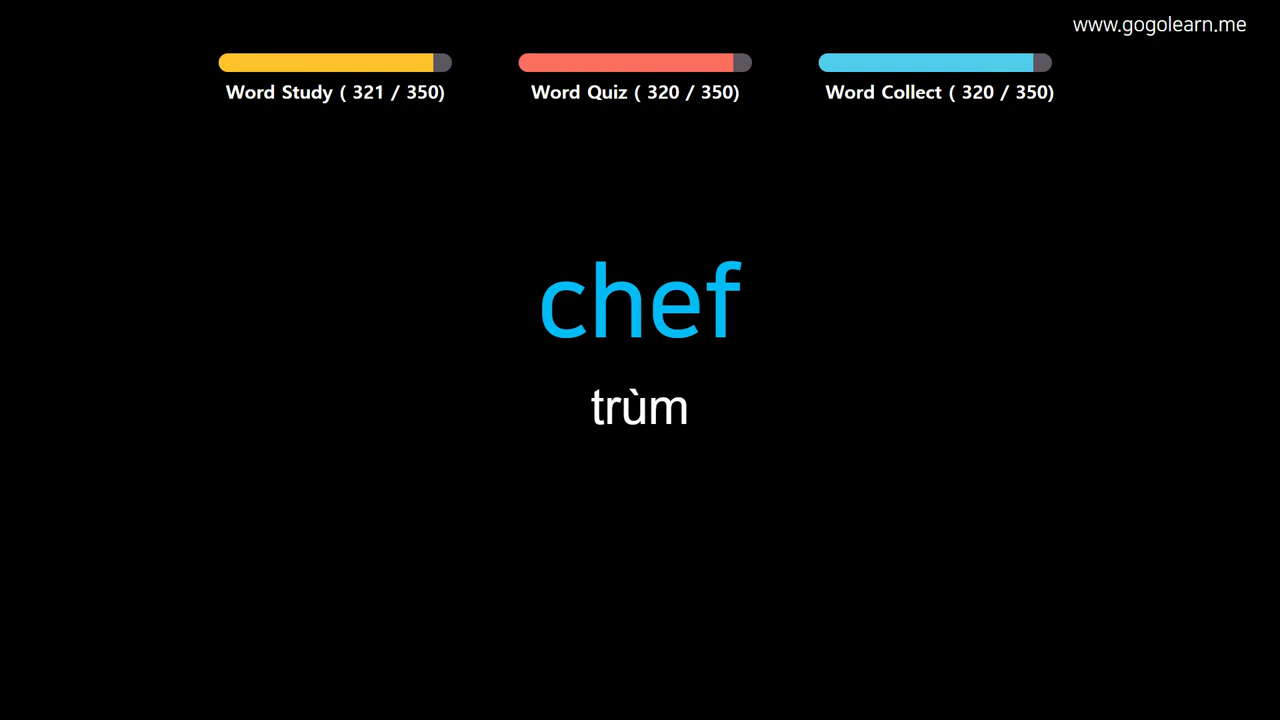 www.gogolearn.me
Word Study ( 321 / 350)
Word Quiz ( 320 / 350)
Word Collect ( 320 / 350)
chef
trùm